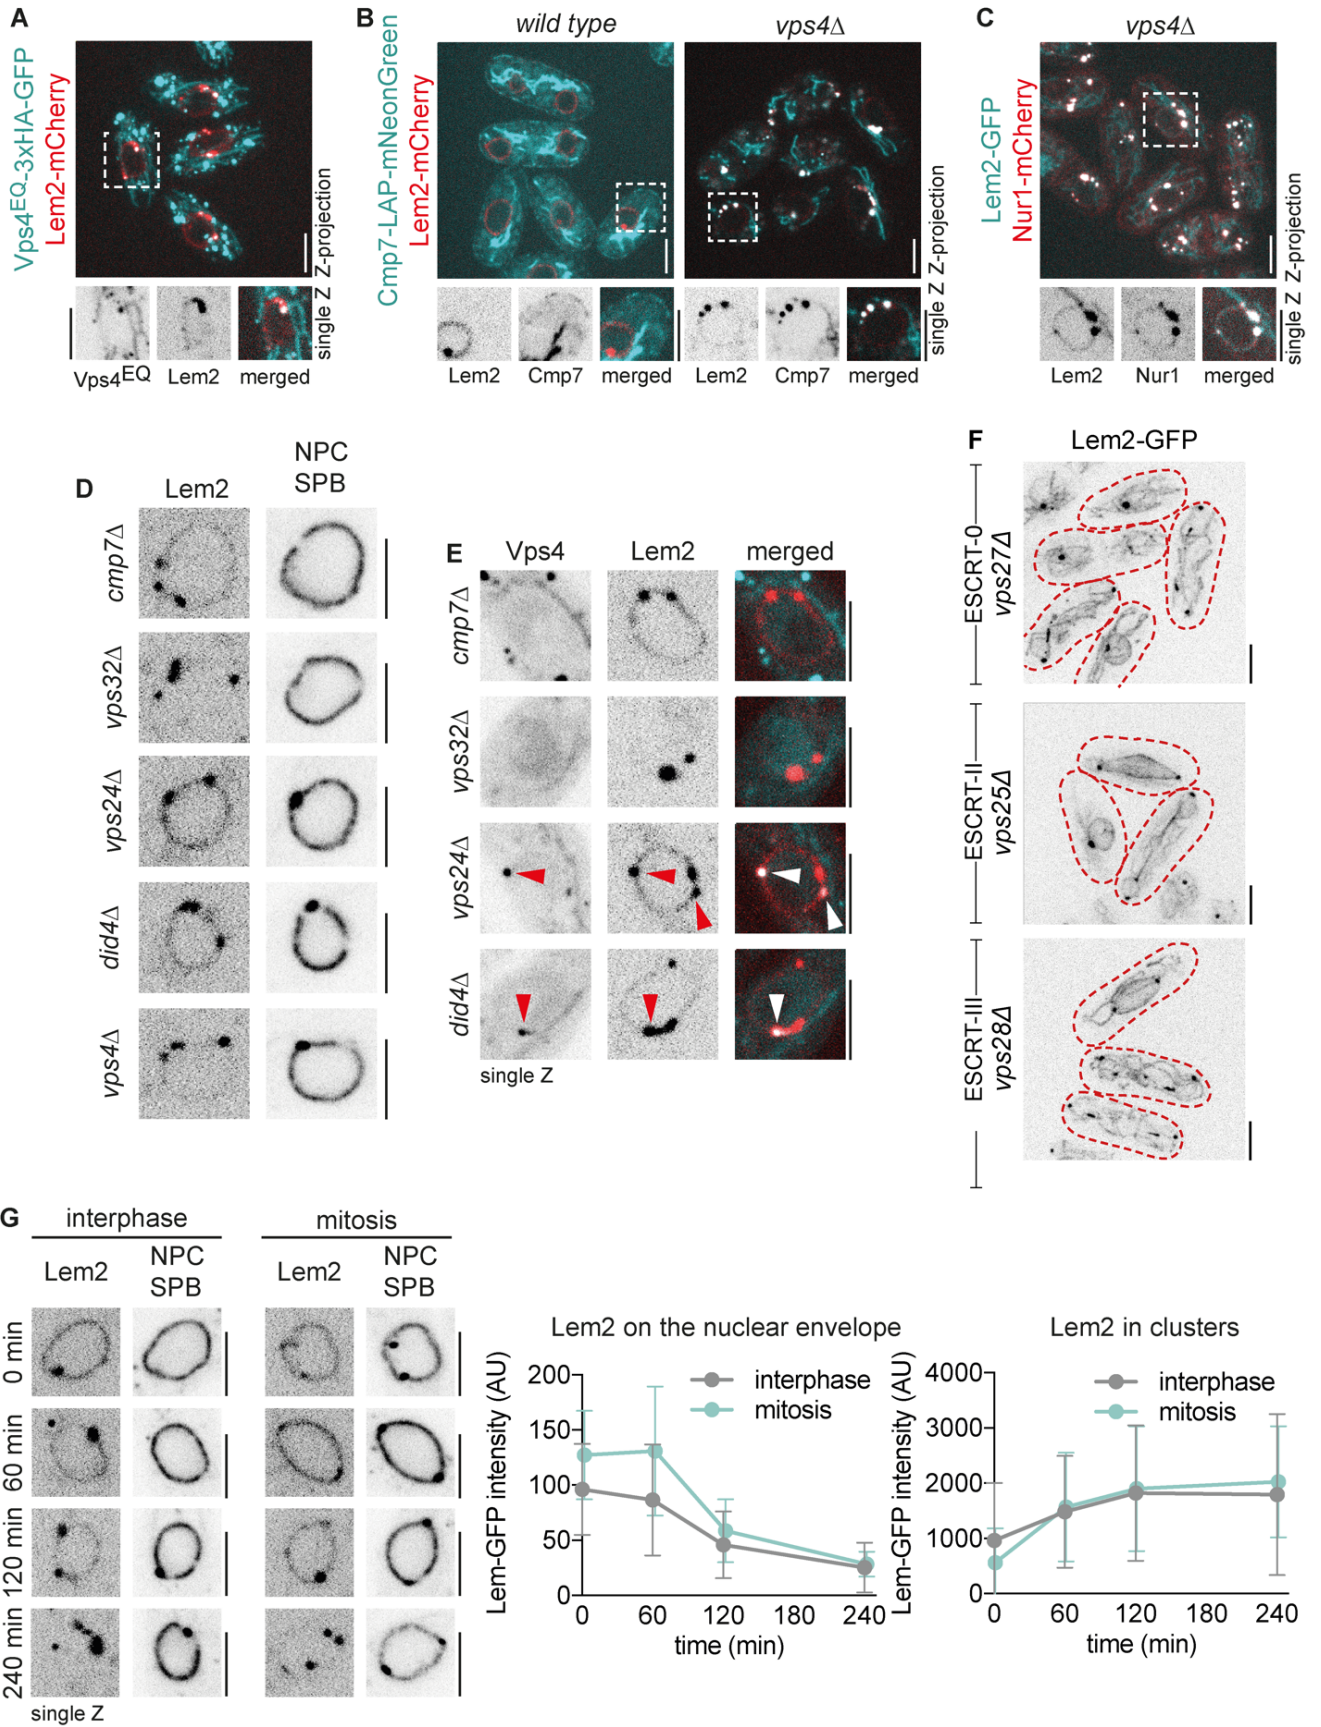 A
Vps4EQ-3xHA-GFP
Lem2-mCherry
single Z Z-projection
Vps4EQ Lem2 merged
B
wild type vps4Δ
Cmp7-LAP-mNeonGreen
Lem2-mCherry
single Z Z-projection
Lem2 Cmp7 merged Lem2 Cmp7 merged
C
vps4Δ
Lem2-GFP
Nur1-mCherry
single Z Z-projection
Lem2 Nur1 merged
D
Lem2
NPC
SPB
cmp7Δ
vps32Δ
vps24Δ
did4Δ
vps4Δ
E
Vps4 Lem2 merged
cmp7Δ
vps32Δ
vps24Δ
did4Δ
single Z
F
Lem2-GFP
ESCRT-0
vps27Δ
ESCRT-II
vps25Δ
ESCRT-III
vps28Δ
G
interphase mitosis
Lem2
NPC
SPB
Lem2
NPC
SPB
0 min
60 min
120 min
240 min
single Z
Lem2 on the nuclear envelope
Lem-GFP intensity (AU)
200
150
100
50
0
interphase
mitosis
0 60 120 180 240
time (min)
Lem2 in clusters
Lem-GFP intensity (AU)
4000
3000
2000
1000
0
interphase
mitosis
0 60 120 180 240
time (min)